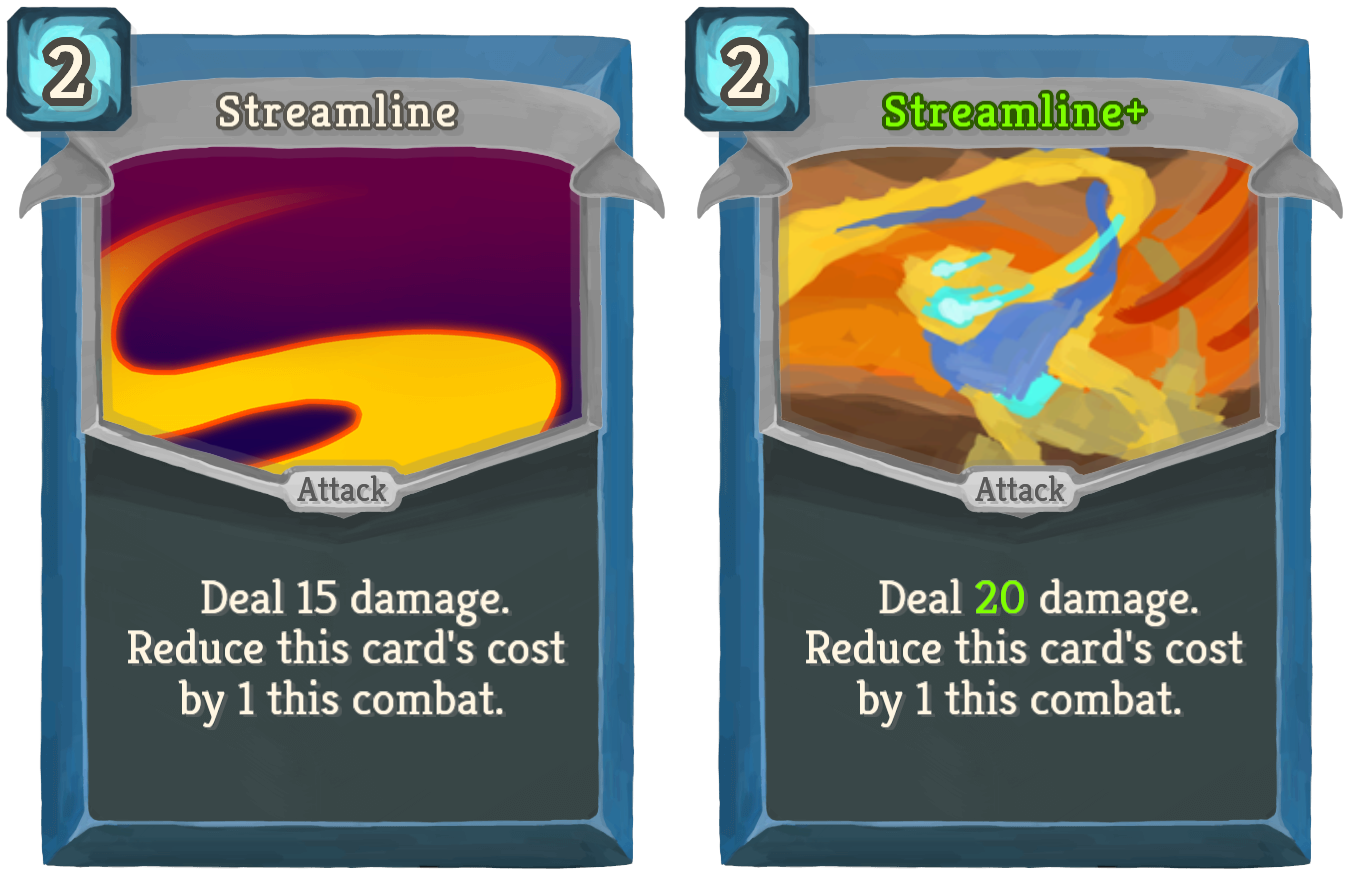 2
Streamline
Attack
Deal 15 damage.
Reduce this card's cost
by 1 this combat.
2
Streamline+
Attack
Deal 20 damage.
Reduce this card's cost
by 1 this combat.